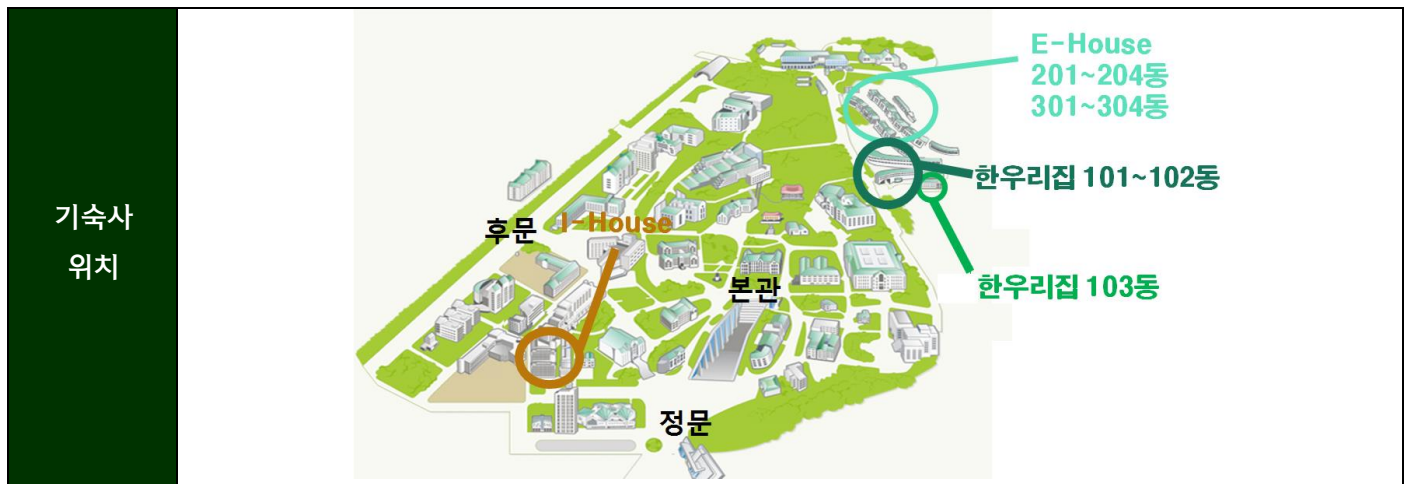 기숙사
위치
E-House
201~204동
301~304동
한우리집 101~102동
후문
I-House
본관
한우리집 103동
정문